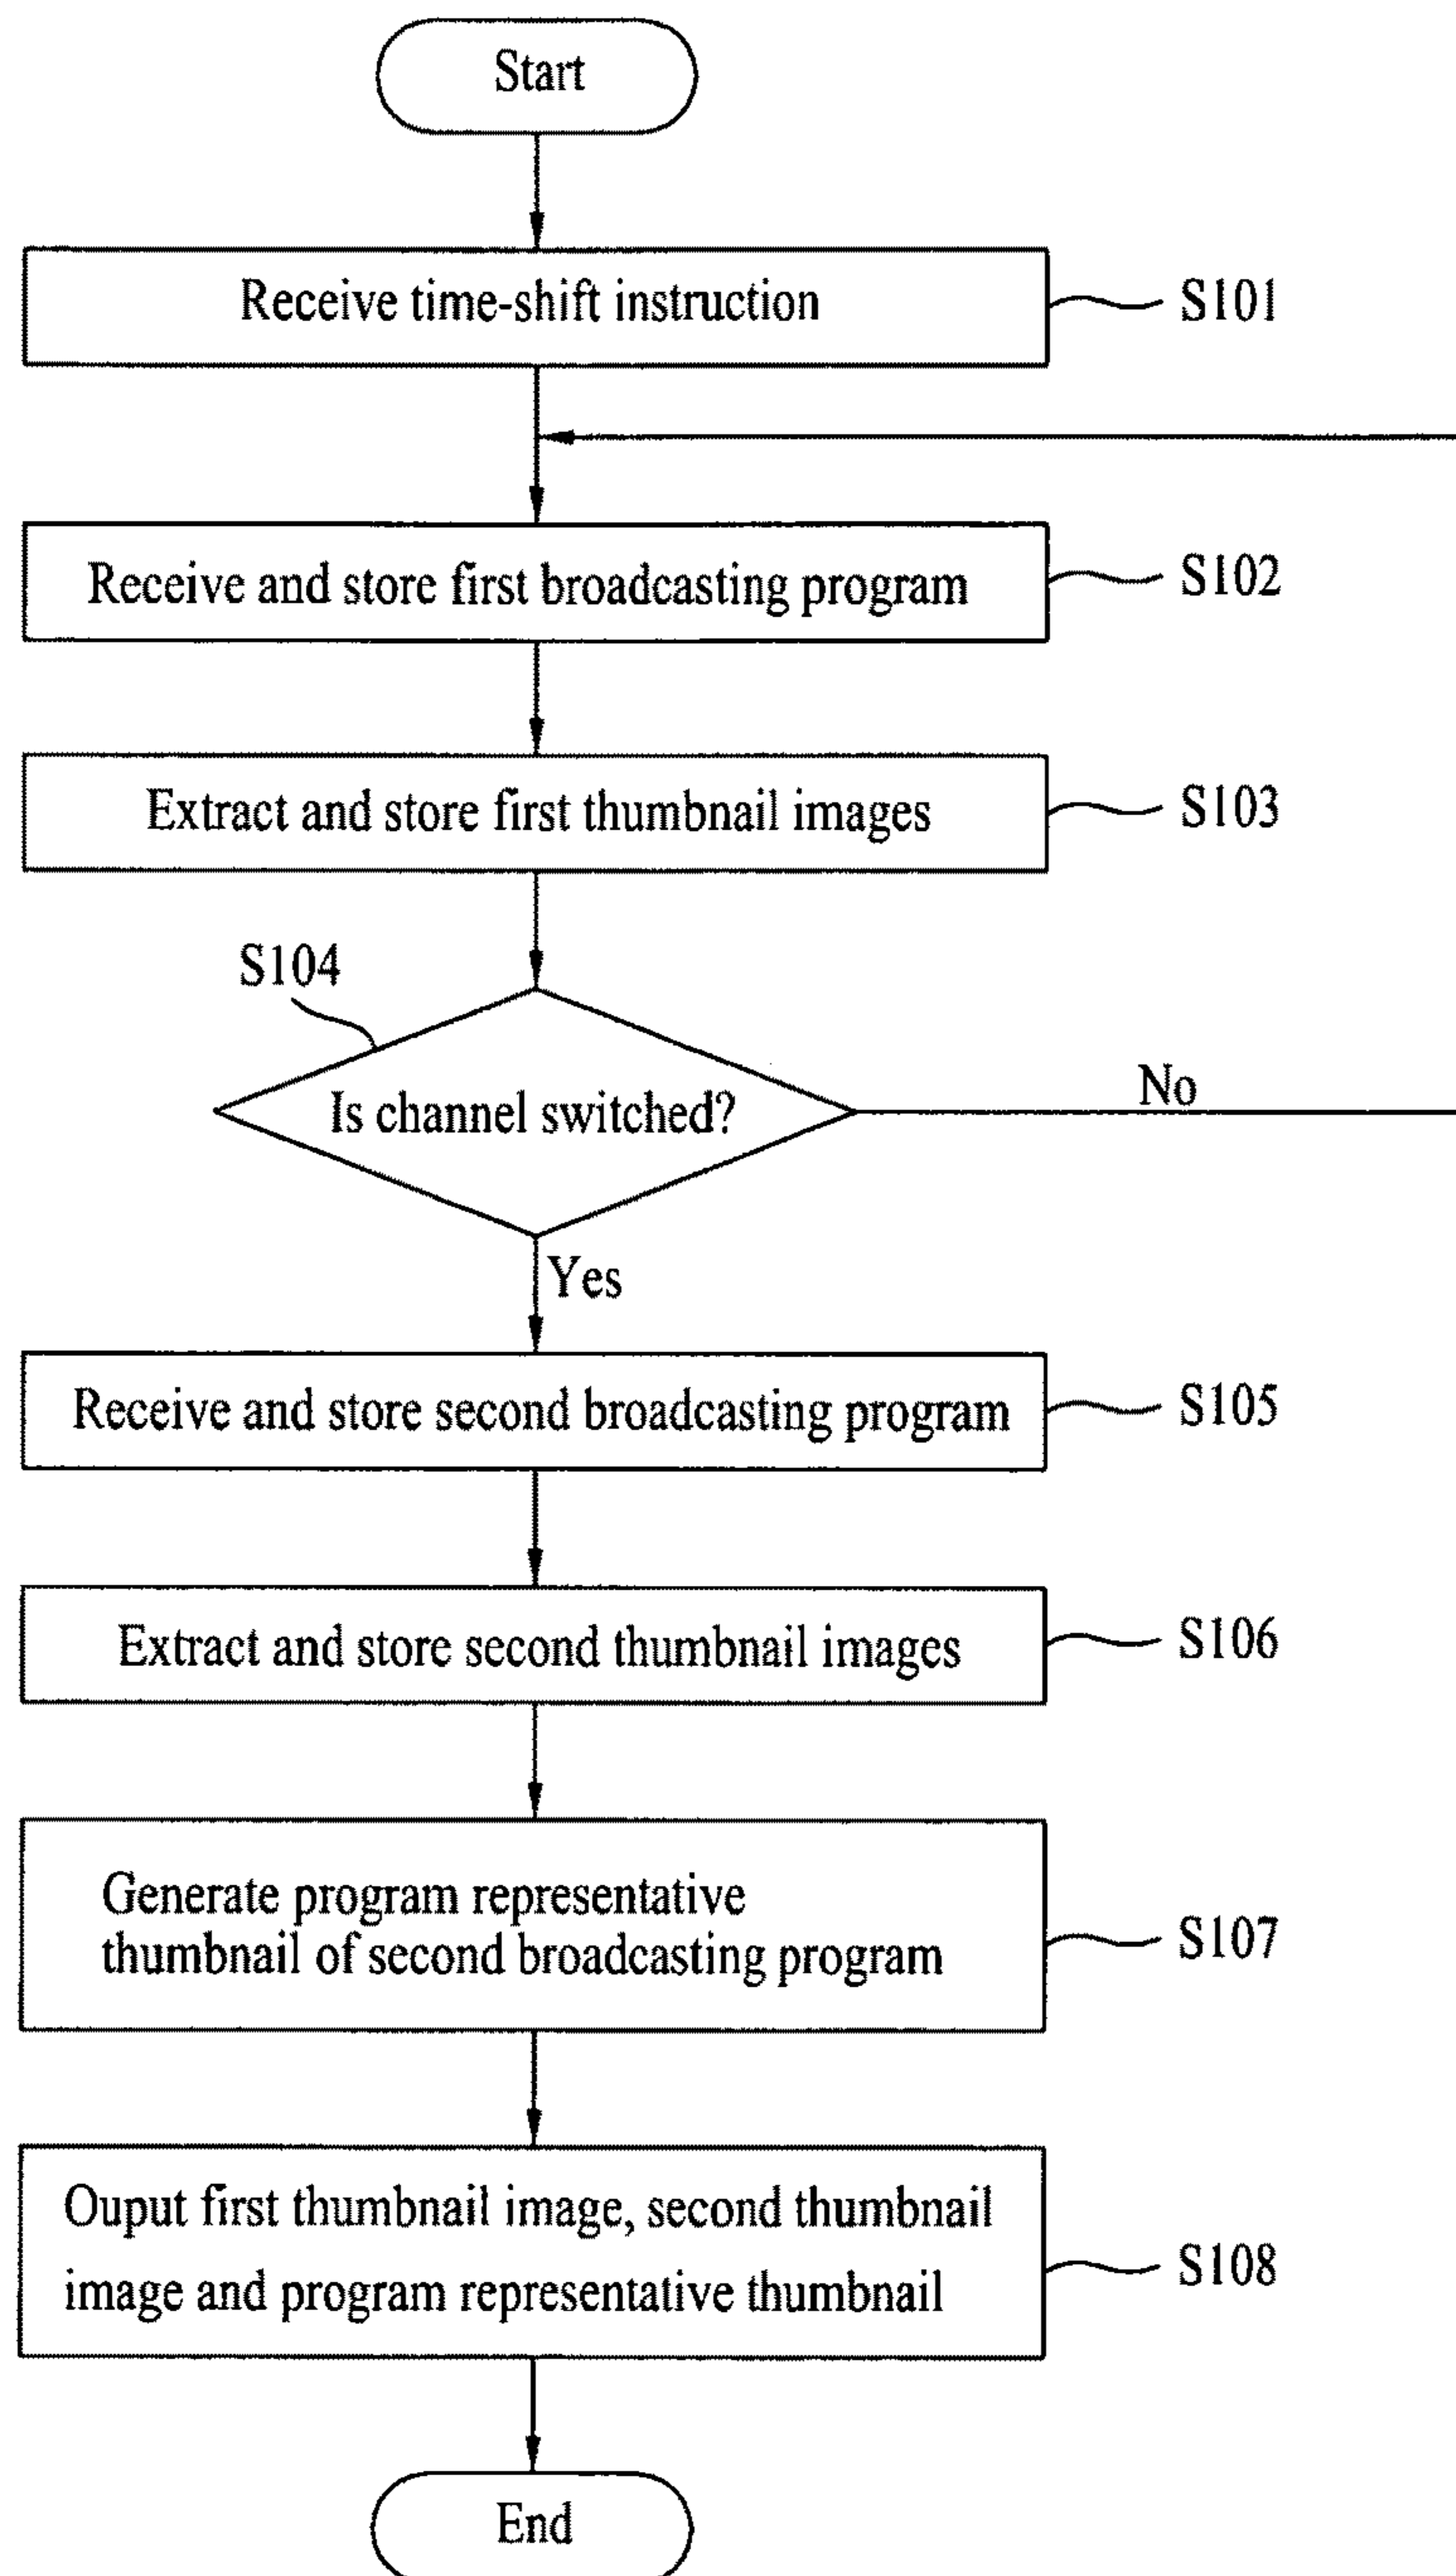 Start
Receive time-shift instruction
S101
Receive and store first broadcasting program
S102
Extract and store first thumbnail images
S103
S104
Is channel switched?
No
Yes
Receive and store second broadcasting program
S105
Extract and store second thumbnail images
S106
Generate program representative
thumbnail of second broadcasting program
S107
Ouput first thumbnail image, second thumbnail
image and program representative thumbnail
S108
End